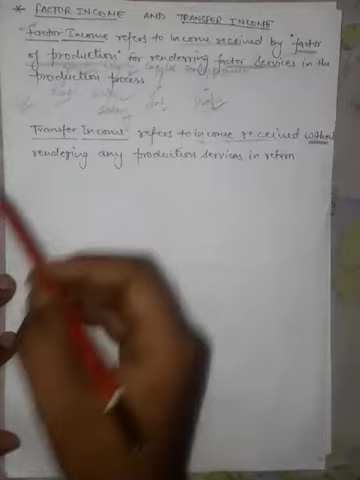 * FACTOR INCOME AND TRANSFER INCOME
"Factor Income refers to income received by "factor
of production" for rendering factor services in the
production process
Transfer Income" refers to income received without
rendering any production services in return